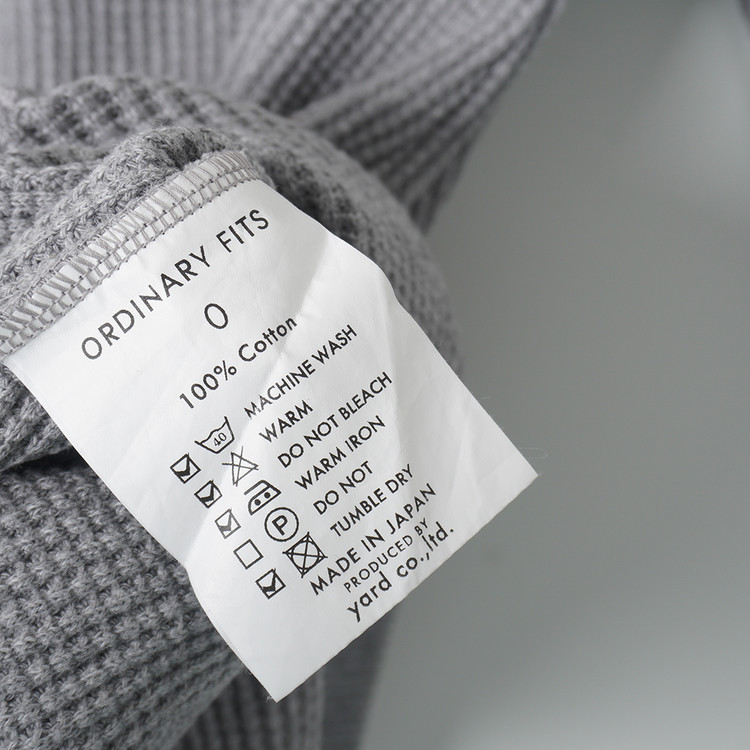 ORDINARY FITS
0
100% Cotton
40 MACHINE WASH
WARM
DO NOT BLEACH
WARM IRON
P DO NOT
TUMBLE DRY
MADE IN JAPAN
PRODUCED BY
yard co.,ltd.